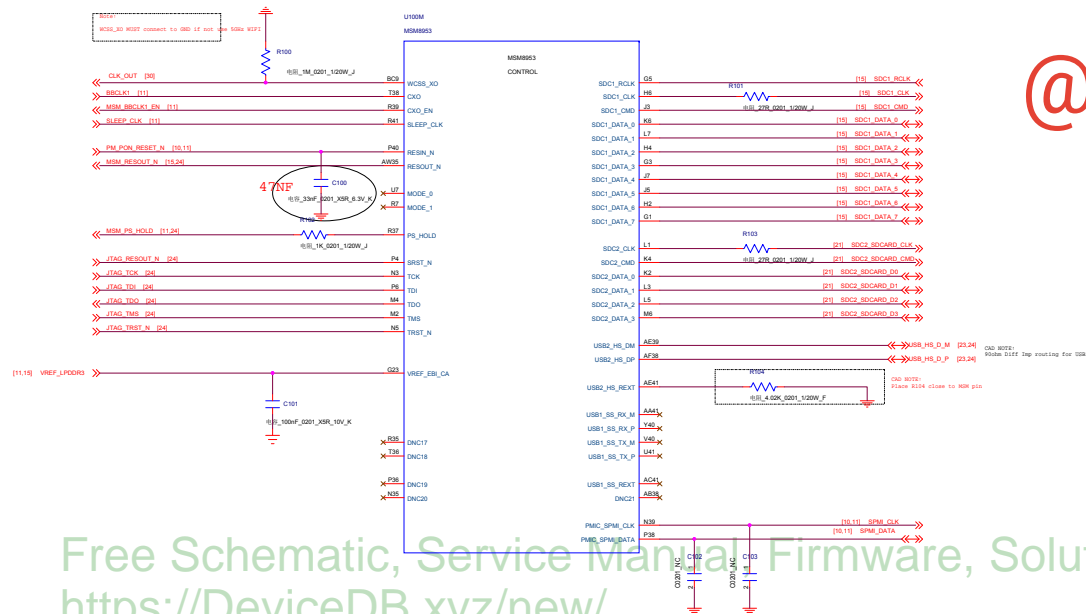 Note:
WCSS_XO MUST connect to GND if not use 5GHz WIFI
R100
电阻_1M_0201_1/20W_J
U100M
MSM8953
MSM8953
CONTROL
@
CLK_OUT [30]
BC9
WCSS_XO
BBCLK1 [11]
T38
CXO
MSM_BBCLK1_EN [11]
R39
CXO_EN
SLEEP_CLK [11]
R41
SLEEP_CLK
PM_PON_RESET_N [10,11]
P40
RESIN_N
MSM_RESOUT_N [15,24]
AW35
RESOUT_N
47NF
C100
电容_33nF_0201_X5R_6.3V_K
U7
MODE_0
R7
MODE_1
R102
MSM_PS_HOLD [11,24]
R37
PS_HOLD
电阻_1K_0201_1/20W_J
JTAG_RESOUT_N [24]
P4
SRST_N
JTAG_TCK [24]
N3
TCK
JTAG_TDI [24]
P6
TDI
JTAG_TDO [24]
M4
TDO
JTAG_TMS [24]
M2
TMS
JTAG_TRST_N [24]
N5
TRST_N
[11,15] VREF_LPDDR3
G23
VREF_EBI_CA
C101
电容_100nF_0201_X5R_10V_K
R35
DNC17
T36
DNC18
P36
DNC19
N35
DNC20
SDC1_RCLK
G5
[15] SDC1_RCLK
SDC1_CLK
H6
R101
[15] SDC1_CLK
电阻_27R_0201_1/20W_J
SDC1_CMD
J3
[15] SDC1_CMD
SDC1_DATA_0
K6
[15] SDC1_DATA_0
SDC1_DATA_1
L7
[15] SDC1_DATA_1
SDC1_DATA_2
H4
[15] SDC1_DATA_2
SDC1_DATA_3
G3
[15] SDC1_DATA_3
SDC1_DATA_4
J7
[15] SDC1_DATA_4
SDC1_DATA_5
J5
[15] SDC1_DATA_5
SDC1_DATA_6
H2
[15] SDC1_DATA_6
SDC1_DATA_7
G1
[15] SDC1_DATA_7
SDC2_CLK
L1
R103
[21] SDC2_SDCARD_CLK
电阻_27R_0201_1/20W_J
SDC2_CMD
K4
[21] SDC2_SDCARD_CMD
SDC2_DATA_0
K2
[21] SDC2_SDCARD_D0
SDC2_DATA_1
L3
[21] SDC2_SDCARD_D1
SDC2_DATA_2
L5
[21] SDC2_SDCARD_D2
SDC2_DATA_3
M6
[21] SDC2_SDCARD_D3
USB2_HS_DM
AE39
USB_HS_D_M [23,24]
USB2_HS_DP
AF38
USB_HS_D_P [23,24]
CAD NOTE:
90ohm Diff Imp routing for USB
USB2_HS_REXT
AE41
R104
电阻_4.02K_0201_1/20W_F
CAD NOTE:
Place R104 close to MSM pin
USB1_SS_RX_M
AA41
USB1_SS_RX_P
Y40
USB1_SS_TX_M
V40
USB1_SS_TX_P
U41
USB1_SS_REXT
AC41
DNC21
AB38
PMIC_SPMI_CLK
N39
[10,11] SPMI_CLK
PMIC_SPMI_DATA
P38
[10,11] SPMI_DATA
C102
C0201_NC
1
2
C103
C0201_NC
1
2
Free Schematic, Service Manual, Firmware, Solu
https://DeviceDB.xyz/new/